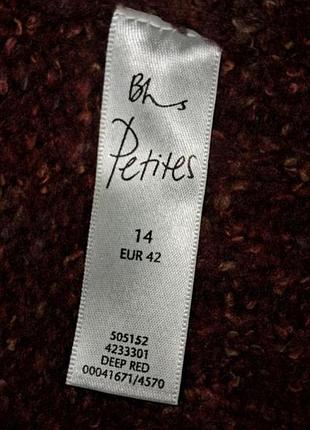 Bhs
Petites
14
EUR 42
505152
4233301
DEEP RED
00041671/4570